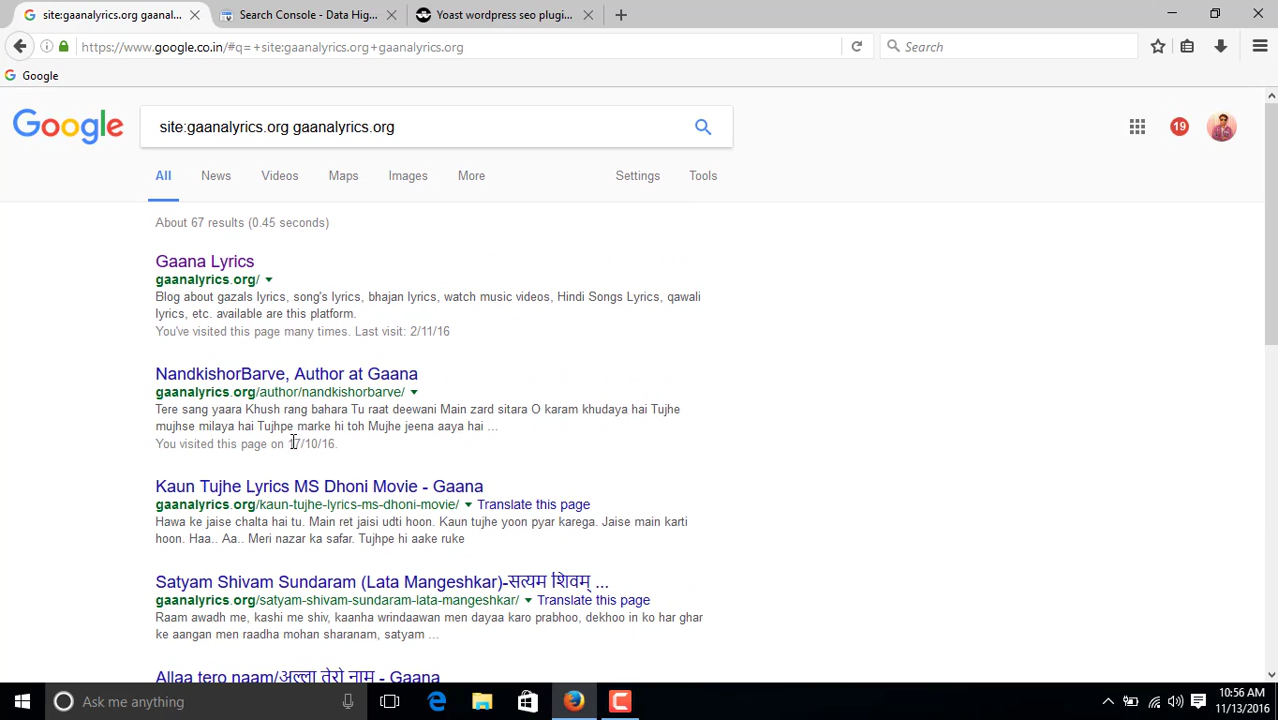 site:gaanalyrics.org gaanal...
Search Console - Data Hig...
Yoast wordpress seo plugi...
https://www.google.co.in/#q=+site:gaanalyrics.org+gaanalyrics.org
Search
Google
Google
site:gaanalyrics.org gaanalyrics.org
19
All News Videos Maps Images More Settings Tools
About 67 results (0.45 seconds)
Gaana Lyrics
gaanalyrics.org/
Blog about gazals lyrics, song's lyrics, bhajan lyrics, watch music videos, Hindi Songs Lyrics, qawali
lyrics, etc. available are this platform.
You've visited this page many times. Last visit: 2/11/16
NandkishorBarve, Author at Gaana
gaanalyrics.org/author/nandkishorbarve/
Tere sang yaara Khush rang bahara Tu raat deewani Main zard sitara O karam khudaya hai Tujhe
mujhse milaya hai Tujhpe marke hi toh Mujhe jeena aaya hai ...
You visited this page on 17/10/16.
Kaun Tujhe Lyrics MS Dhoni Movie - Gaana
gaanalyrics.org/kaun-tujhe-lyrics-ms-dhoni-movie/ Translate this page
Hawa ke jaise chalta hai tu. Main ret jaisi udti hoon. Kaun tujhe yoon pyar karega. Jaise main karti
hoon. Haa.. Aa.. Meri nazar ka safar. Tujhpe hi aake ruke
Satyam Shivam Sundaram (Lata Mangeshkar)-सत्यम शिवम् ...
gaanalyrics.org/satyam-shivam-sundaram-lata-mangeshkar/ Translate this page
Raam awadh me, kashi me shiv, kaanha wrindaawan men dayaa karo prabhoo, dekhoo in ko har ghar
ke aangan men raadha mohan sharanam, satyam ...
Allaa tero naam/अल्ला तेरो नाम - Gaana
Ask me anything
10:56 AM
11/13/2016